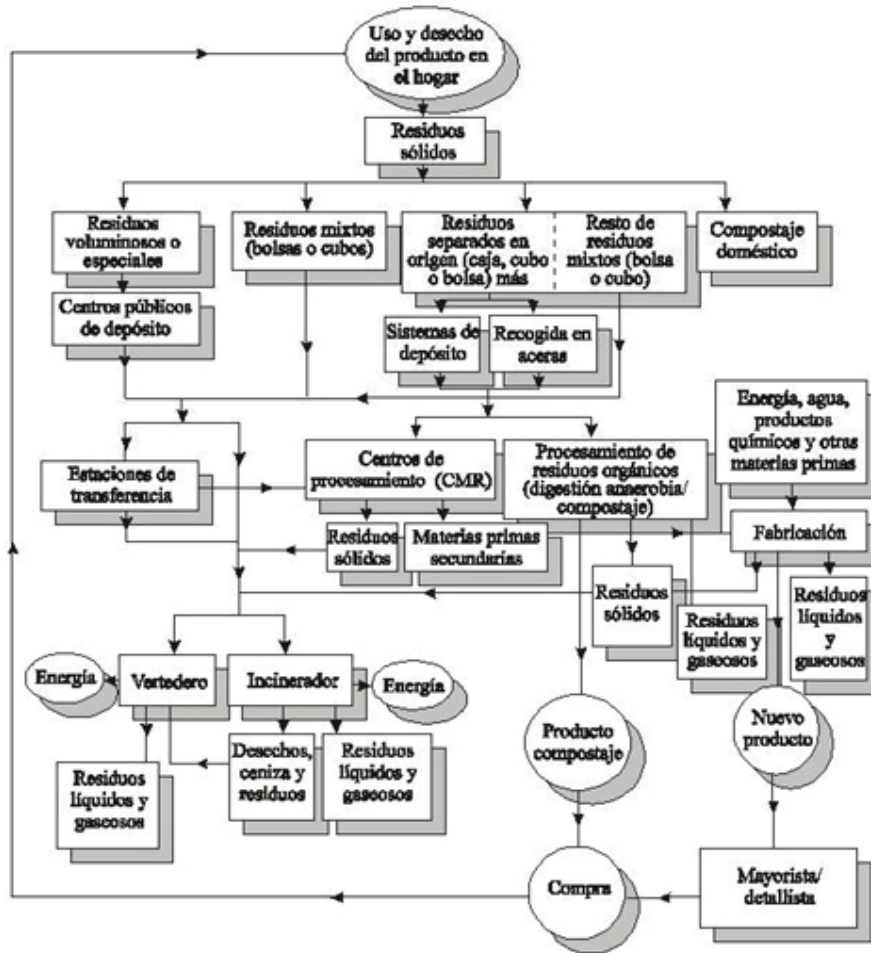 Uso y desecho
del producto en
el hogar
Residuos
sólidos
Residuos
voluminosos o
especiales
Residuos mixtos
(bolsas o cubos)
Residuos
separados en
origen (caja, cubo
o bolsa) más
Resto de
residuos
mixtos (bolsa
o cubo)
Compostaje
doméstico
Centros públicos
de depósito
Sistemas de
depósito
Recogida en
aceras
Energía, agua,
productos
químicos y otras
materias primas
Estaciones de
transferencia
Centros de
procesamiento (CMR)
Procesamiento de
residuos orgánicos
(digestión anaerobia/
compostaje)
Residuos
sólidos
Materias primas
secundarias
Fabricación
Residuos
sólidos
Residuos
líquidos y
gaseosos
Residuos
líquidos
y
gaseosos
Energía
Vertedero
Incinerador
Energía
Residuos
líquidos y
gaseosos
Desechos,
ceniza y
residuos
Residuos
líquidos y
gaseosos
Producto
compostaje
Nuevo
producto
Compra
Mayorista/
detallista